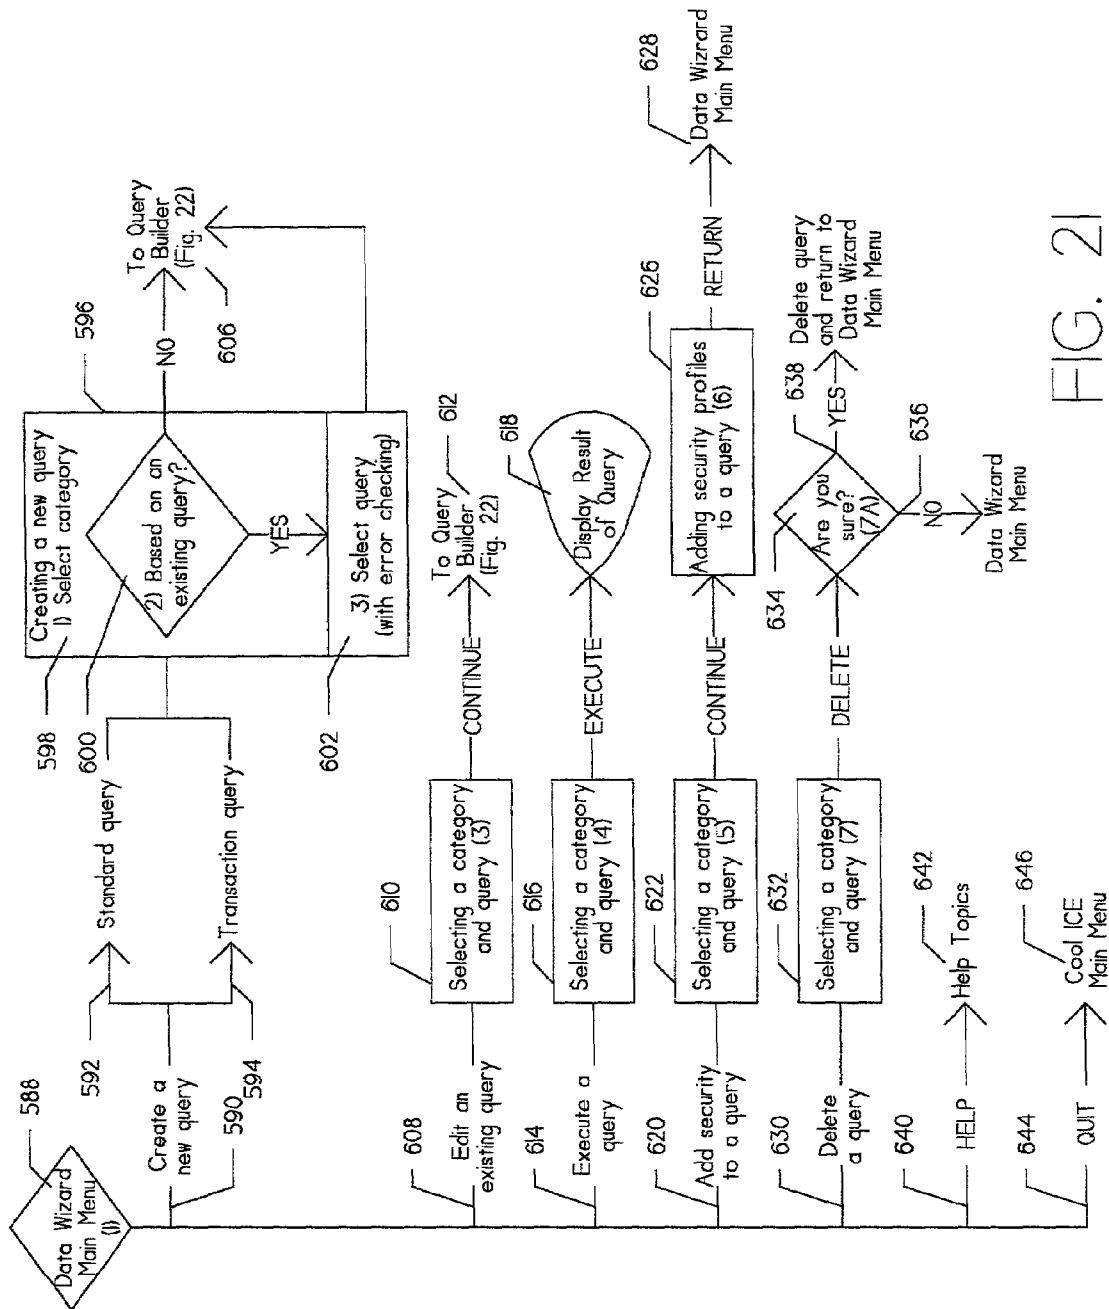 588
Data Wizard
Main Menu
(1)
590
Create a
new query
592
Standard query
594
Transaction query
596
Creating a new query
1) Select category
598
600
2) Based on an
existing query?
NO
To Query
Builder
(Fig. 22)
606
YES
602
3) Select query
(with error checking)
608
Edit an
existing query
610
Selecting a category
and query (3)
CONTINUE
To Query
Builder
(Fig. 22)
612
614
Execute a
query
616
Selecting a category
and query (4)
EXECUTE
618
Display Result
of Query
620
Add security
to a query
622
Selecting a category
and query (5)
CONTINUE
626
Adding security profiles
to a query (6)
RETURN
628
Data Wizrard
Main Menu
630
Delete
a query
632
Selecting a category
and query (7)
DELETE
634
Are you
sure?
(7A)
638
YES
Delete query
and return to
Data Wizard
Main Menu
636
NO
Data Wizard
Main Menu
640
HELP
642
Help Topics
644
QUIT
646
Cool ICE
Main Menu
FIG. 21